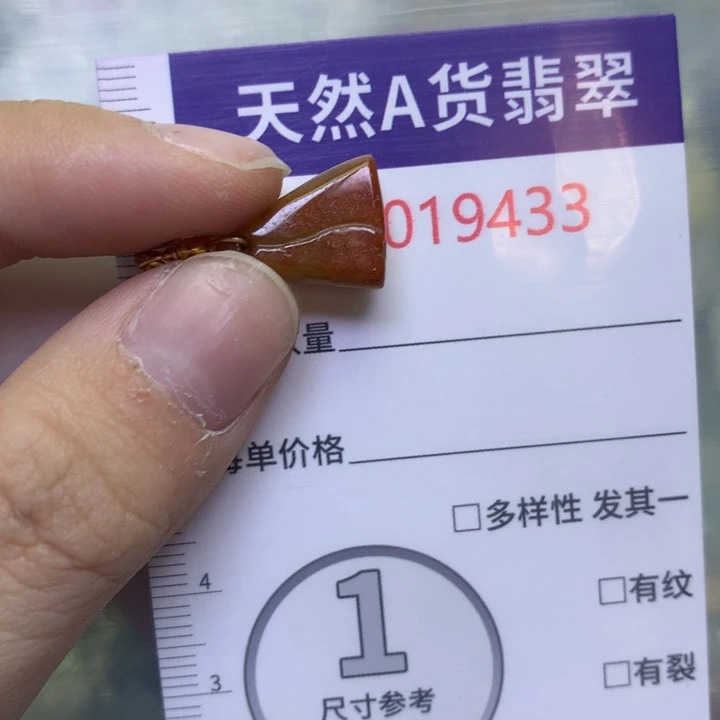 天然A货翡翠
019433
量
每单价格
□多样性 发其一
□有纹
4
1
□有裂
3
尺寸参考